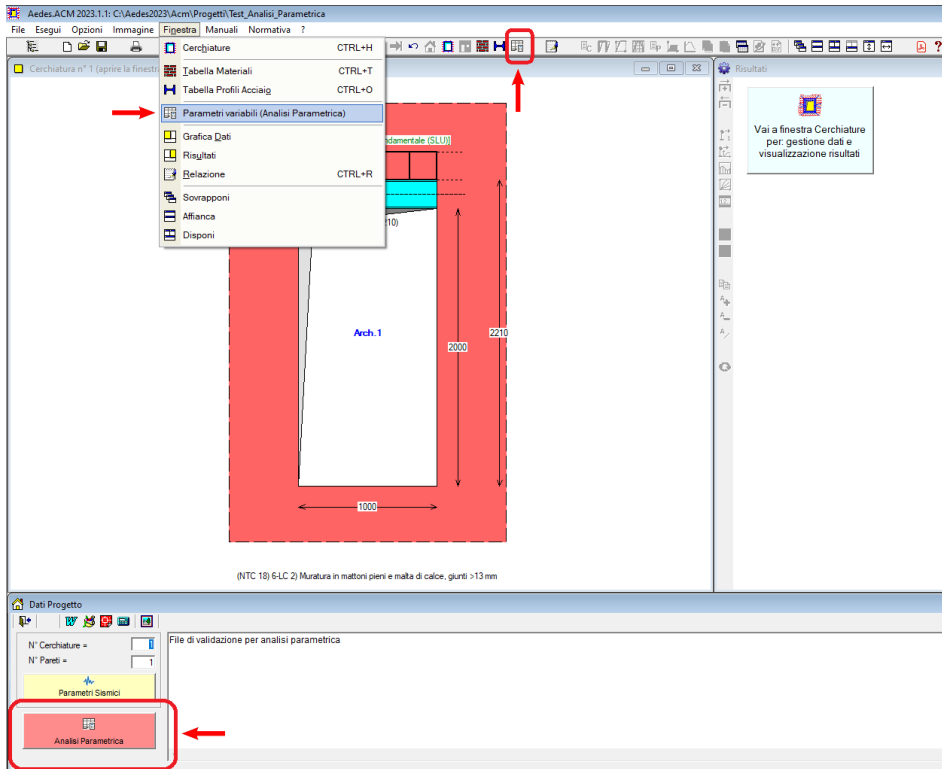 Aedes.ACM 2023.1.1: C:\Aedes2023\Acm\Progetti\Test_Analisi_Parametrica
File Esegui Opzioni Immagine Finestra Manuali Normativa ?
Cerchiatura n° 1 (aprire la finestr
Cerchiature CTRL+H
Tabella Materiali CTRL+T
Tabella Profili Acciaio CTRL+O
Parametri variabili (Analisi Parametrica)
Grafica Dati
Risultati
Relazione CTRL+R
Sovrapponi
Affianca
Disponi
ndamentale (SLU)]
10)
Arch.1
2000
2210
1000
(NTC 18) 6-LC 2) Muratura in mattoni pieni e malta di calce, giunti >13 mm
Risultati
Vai a finestra Cerchiature
per: gestione dati e
visualizzazione risultati
Dati Progetto
N° Cerchiature = 1
N° Pareti = 1
Parametri Sismici
Analisi Parametrica
File di validazione per analisi parametrica